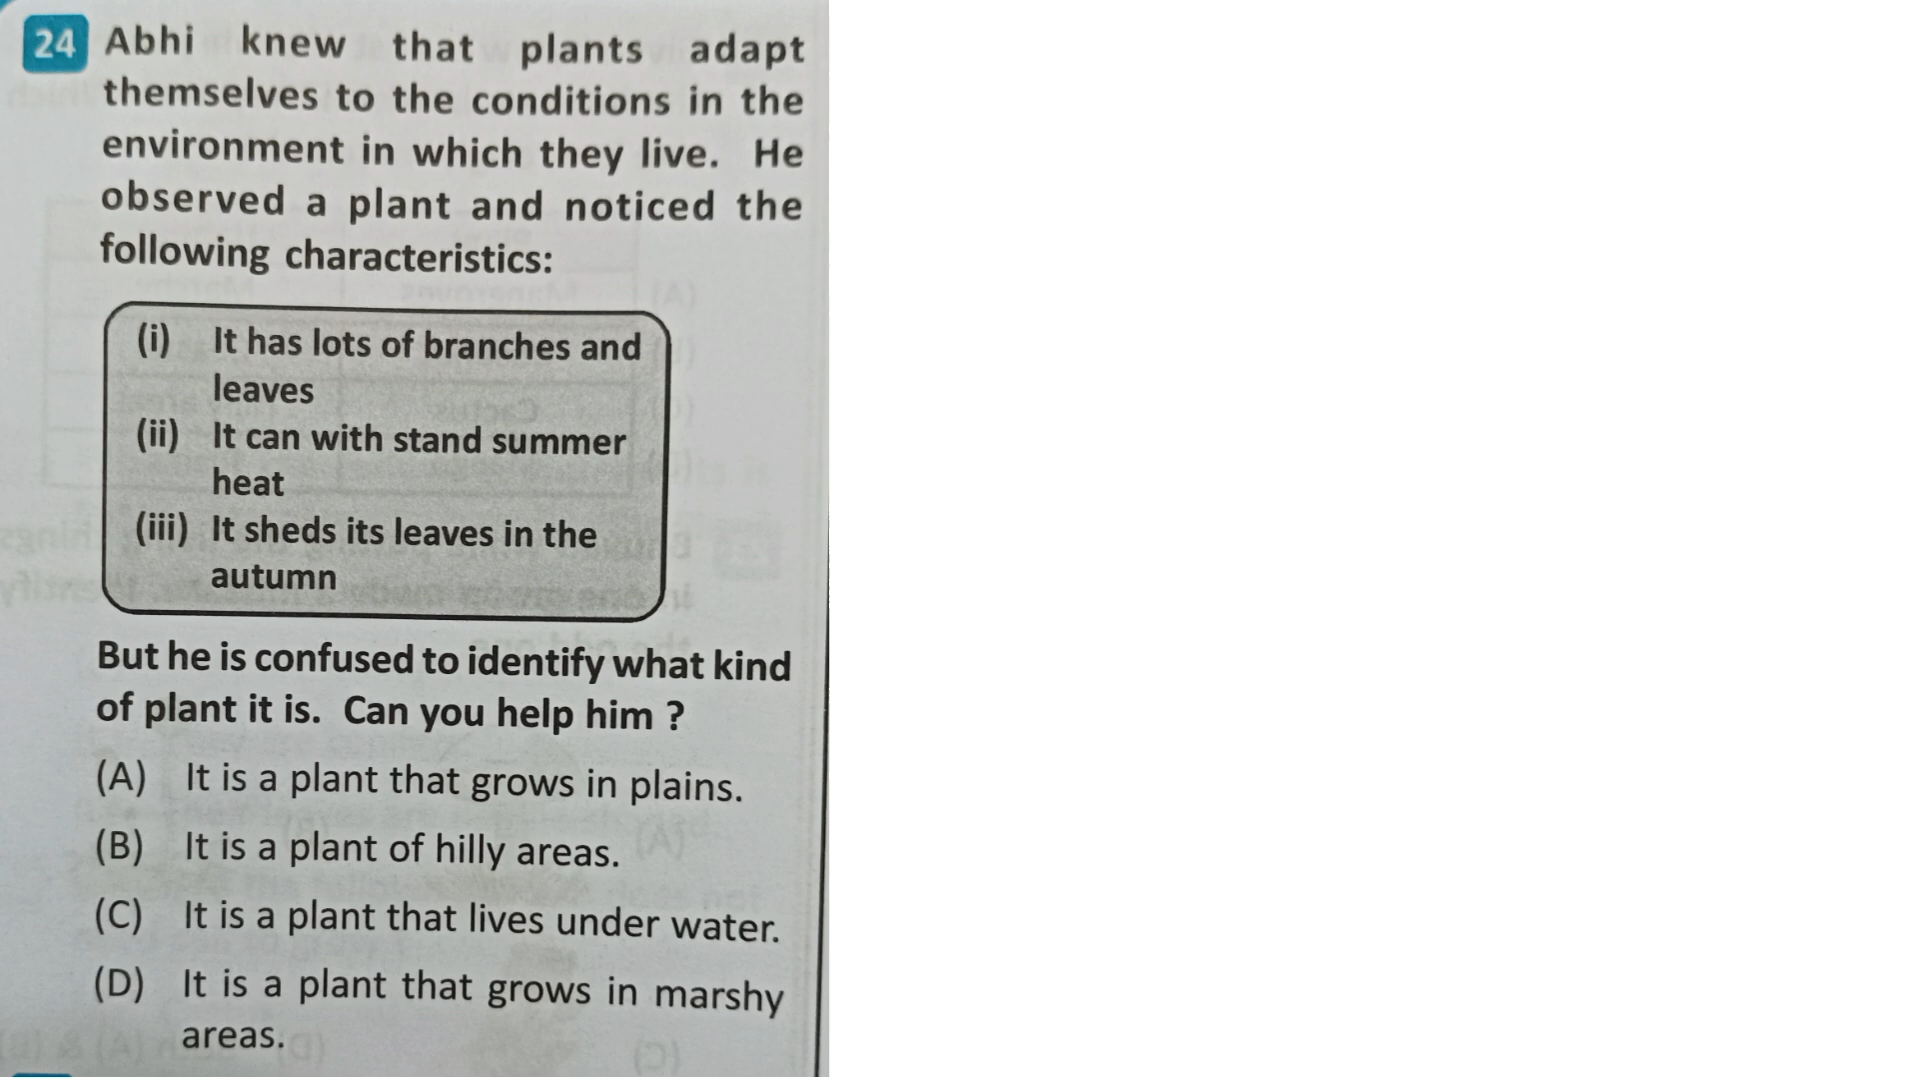 24 Abhi knew that plants adapt
themselves to the conditions in the
environment in which they live. He
observed a plant and noticed the
following characteristics:
(i) It has lots of branches and
leaves
(ii) It can with stand summer
heat
(iii) It sheds its leaves in the
autumn
But he is confused to identify what kind
of plant it is. Can you help him ?
(A) It is a plant that grows in plains.
(B) It is a plant of hilly areas.
(C) It is a plant that lives under water.
(D) It is a plant that grows in marshy
areas.